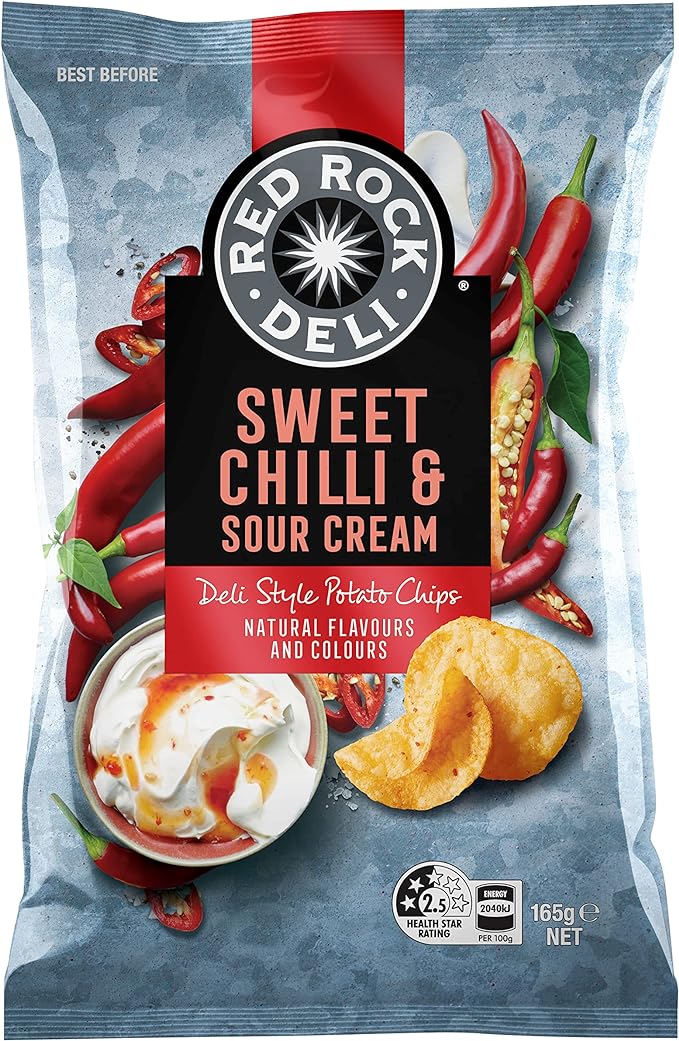 BEST BEFORE
RED ROCK
DELI
®
SWEET
CHILLI &
SOUR CREAM
Deli Style Potato Chips
NATURAL FLAVOURS
AND COLOURS
2.5
HEALTH STAR
RATING
ENERGY
2040kJ
PER 100g
165g ℮
NET